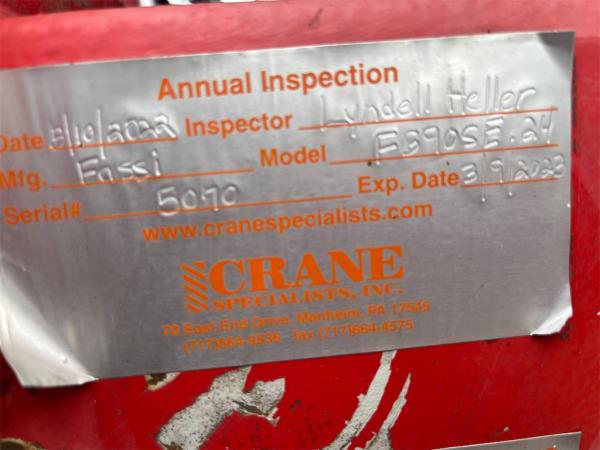 Annual Inspection
Date 3/10/2022 Inspector Lyndell Heller
Mfg. Fassi Model F290SE.24
Serial# 5070 Exp. Date 3/9/2023
www.cranespecialists.com
CRANE
SPECIALISTS, INC.
70 East End Drive, Manheim, PA 17545
(717)664-8436 fax (717)664-4575